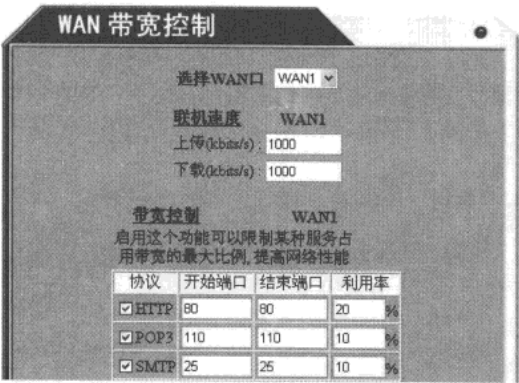 WAN 带宽控制
选择WAN口 WAN1
联机速度 WAN1
上传(kbits/s): 1000
下载(kbits/s): 1000
带宽控制 WAN1
启用这个功能可以限制某种服务占
用带宽的最大比例,提高网络性能
协议 开始端口 结束端口 利用率
HTTP 80 80 20 %
POP3 110 110 10 %
SMTP 25 25 10 %